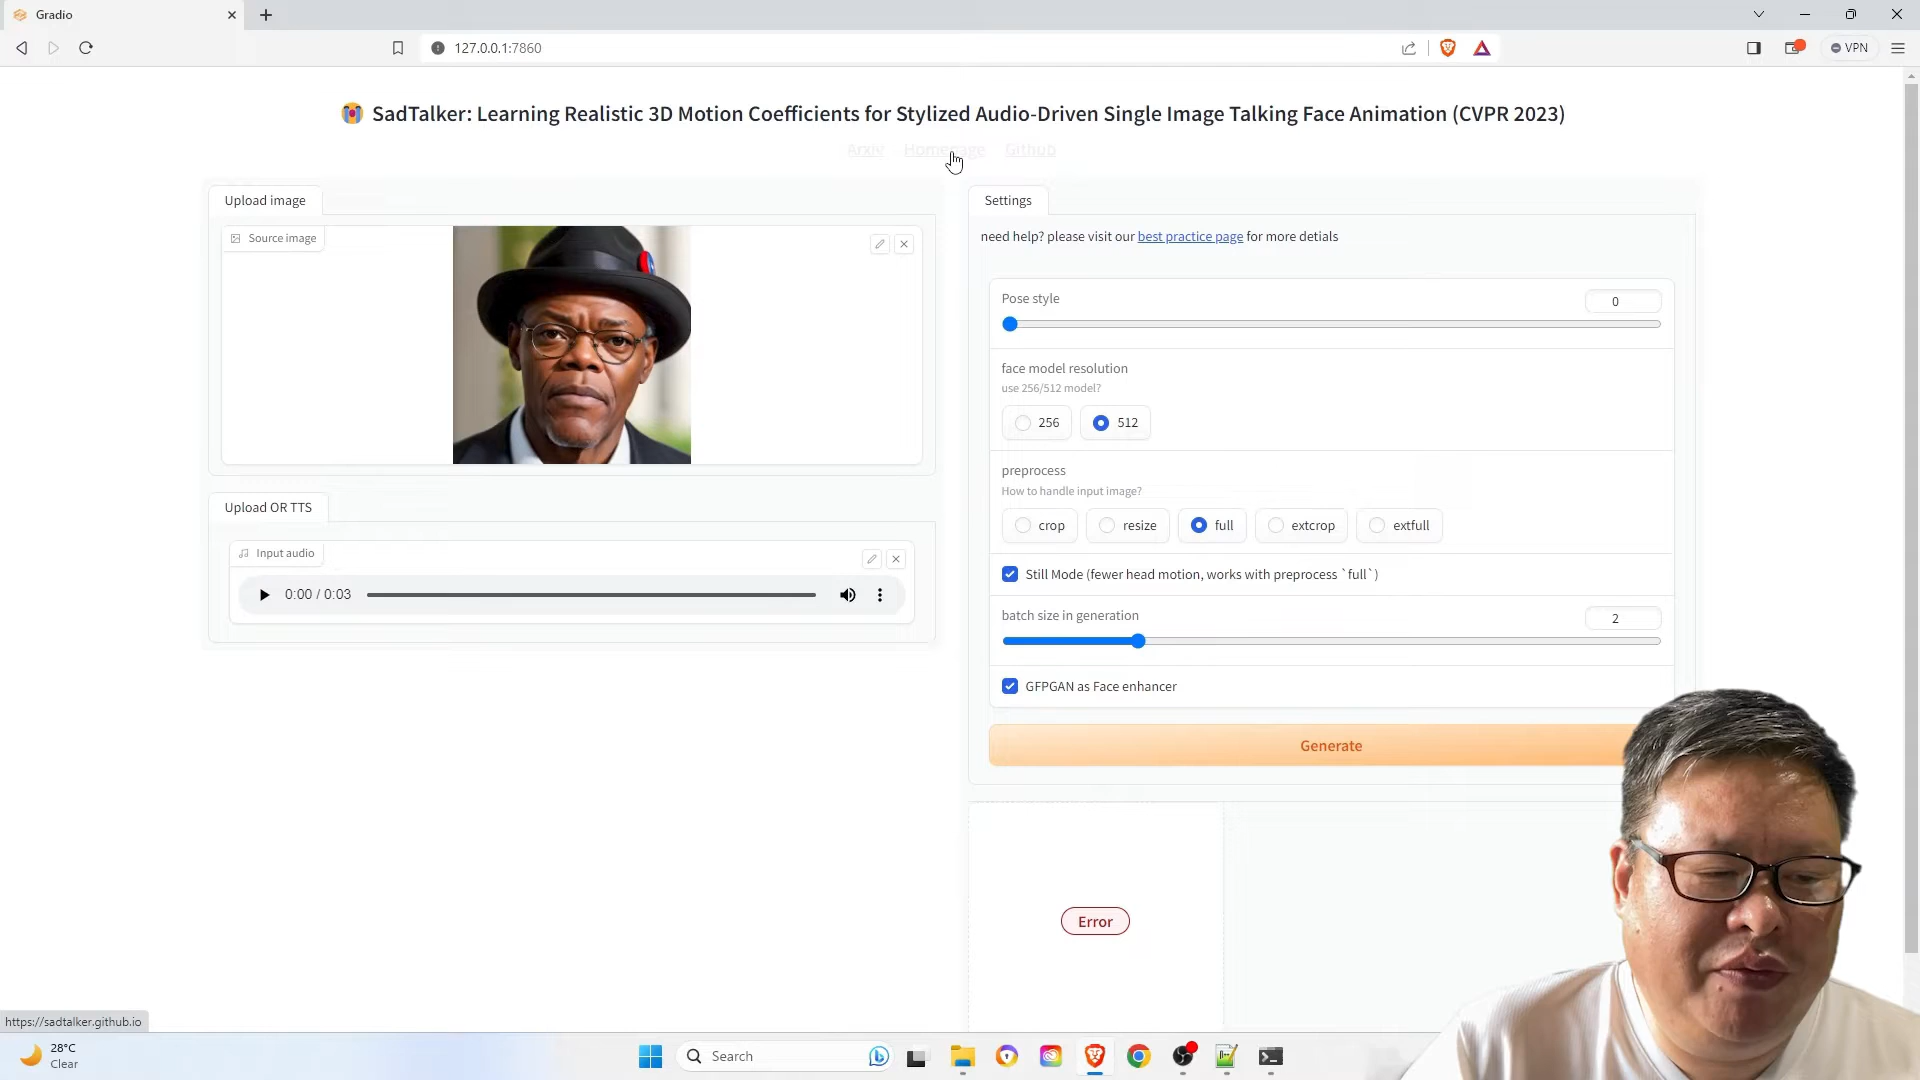 Gradio
127.0.0.1:7860
VPN
SadTalker: Learning Realistic 3D Motion Coefficients for Stylized Audio-Driven Single Image Talking Face Animation (CVPR 2023)
Arxiv Homepage Github
Upload image
Source image
Upload OR TTS
Input audio
0:00 / 0:03
Settings
need help? please visit our best practice page for more detials
Pose style
0
face model resolution
use 256/512 model?
256 512
preprocess
How to handle input image?
crop resize full extcrop extfull
Still Mode (fewer head motion, works with preprocess `full`)
batch size in generation
2
GFPGAN as Face enhancer
Generate
Error
https://sadtalker.github.io
28°C
Clear
Search